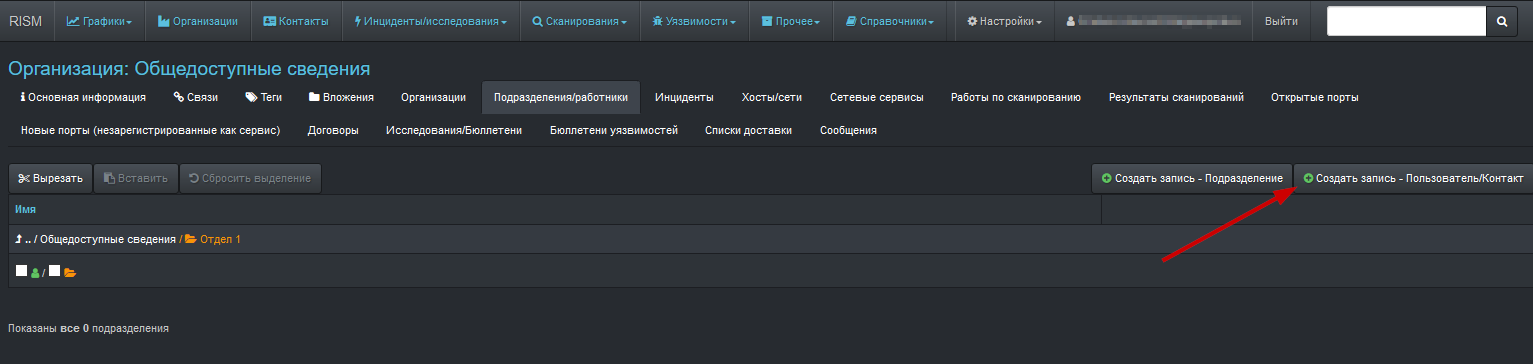 RISM Графики Организации Контакты Инциденты/исследования Сканирования Уязвимости Прочее Справочники Настройки Выйти
Организация: Общедоступные сведения
Основная информация Связи Теги Вложения Организации Подразделения/работники Инциденты Хосты/сети Сетевые сервисы Работы по сканированию Результаты сканирований Открытые порты
Новые порты (незарегистрированные как сервис) Договоры Исследования/Бюллетени Бюллетени уязвимостей Списки доставки Сообщения
Вырезать Вставить Сбросить выделение Создать запись - Подразделение Создать запись - Пользователь/Контакт
Имя
.. / Общедоступные сведения / Отдел 1
/
Показаны все 0 подразделения